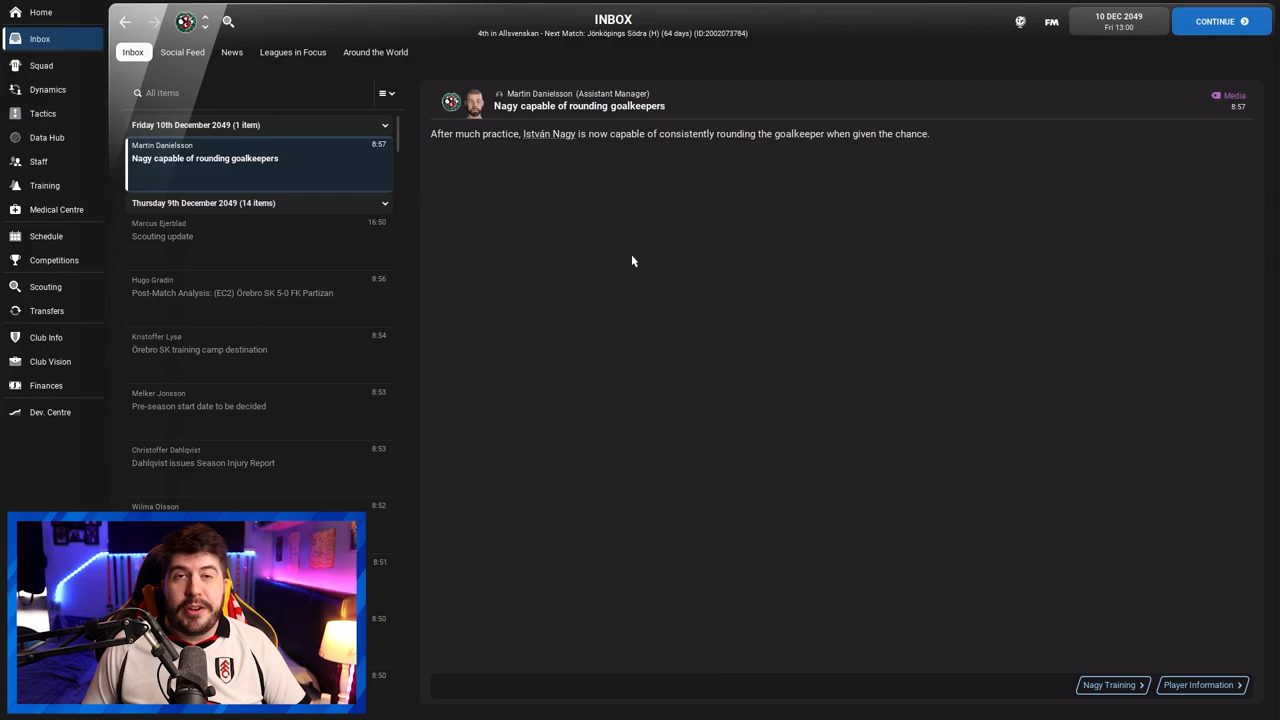 Home
Inbox
Squad
Dynamics
Tactics
Data Hub
Staff
Training
Medical Centre
Schedule
Competitions
Scouting
Transfers
Club Info
Club Vision
Finances
Dev. Centre
INBOX
4th in Allsvenskan - Next Match: Jönköpings Södra (H) (64 days) (ID:2002073784)
FM
10 DEC 2049
Fri 13:00
CONTINUE
Inbox
Social Feed
News
Leagues in Focus
Around the World
All Items
Friday 10th December 2049 (1 item)
Martin Danielsson 8:57
Nagy capable of rounding goalkeepers
Thursday 9th December 2049 (14 items)
Marcus Ejerblad 16:50
Scouting update
Hugo Gradin 8:56
Post-Match Analysis: (EC2) Örebro SK 5-0 FK Partizan
Kristoffer Lysø 8:54
Örebro SK training camp destination
Melker Jonsson 8:53
Pre-season start date to be decided
Christoffer Dahlqvist 8:53
Dahlqvist issues Season Injury Report
Wilma Olsson 8:52
8:51
8:50
8:50
Martin Danielsson (Assistant Manager)
Nagy capable of rounding goalkeepers
Media
8:57
After much practice, István Nagy is now capable of consistently rounding the goalkeeper when given the chance.
Nagy Training
Player Information